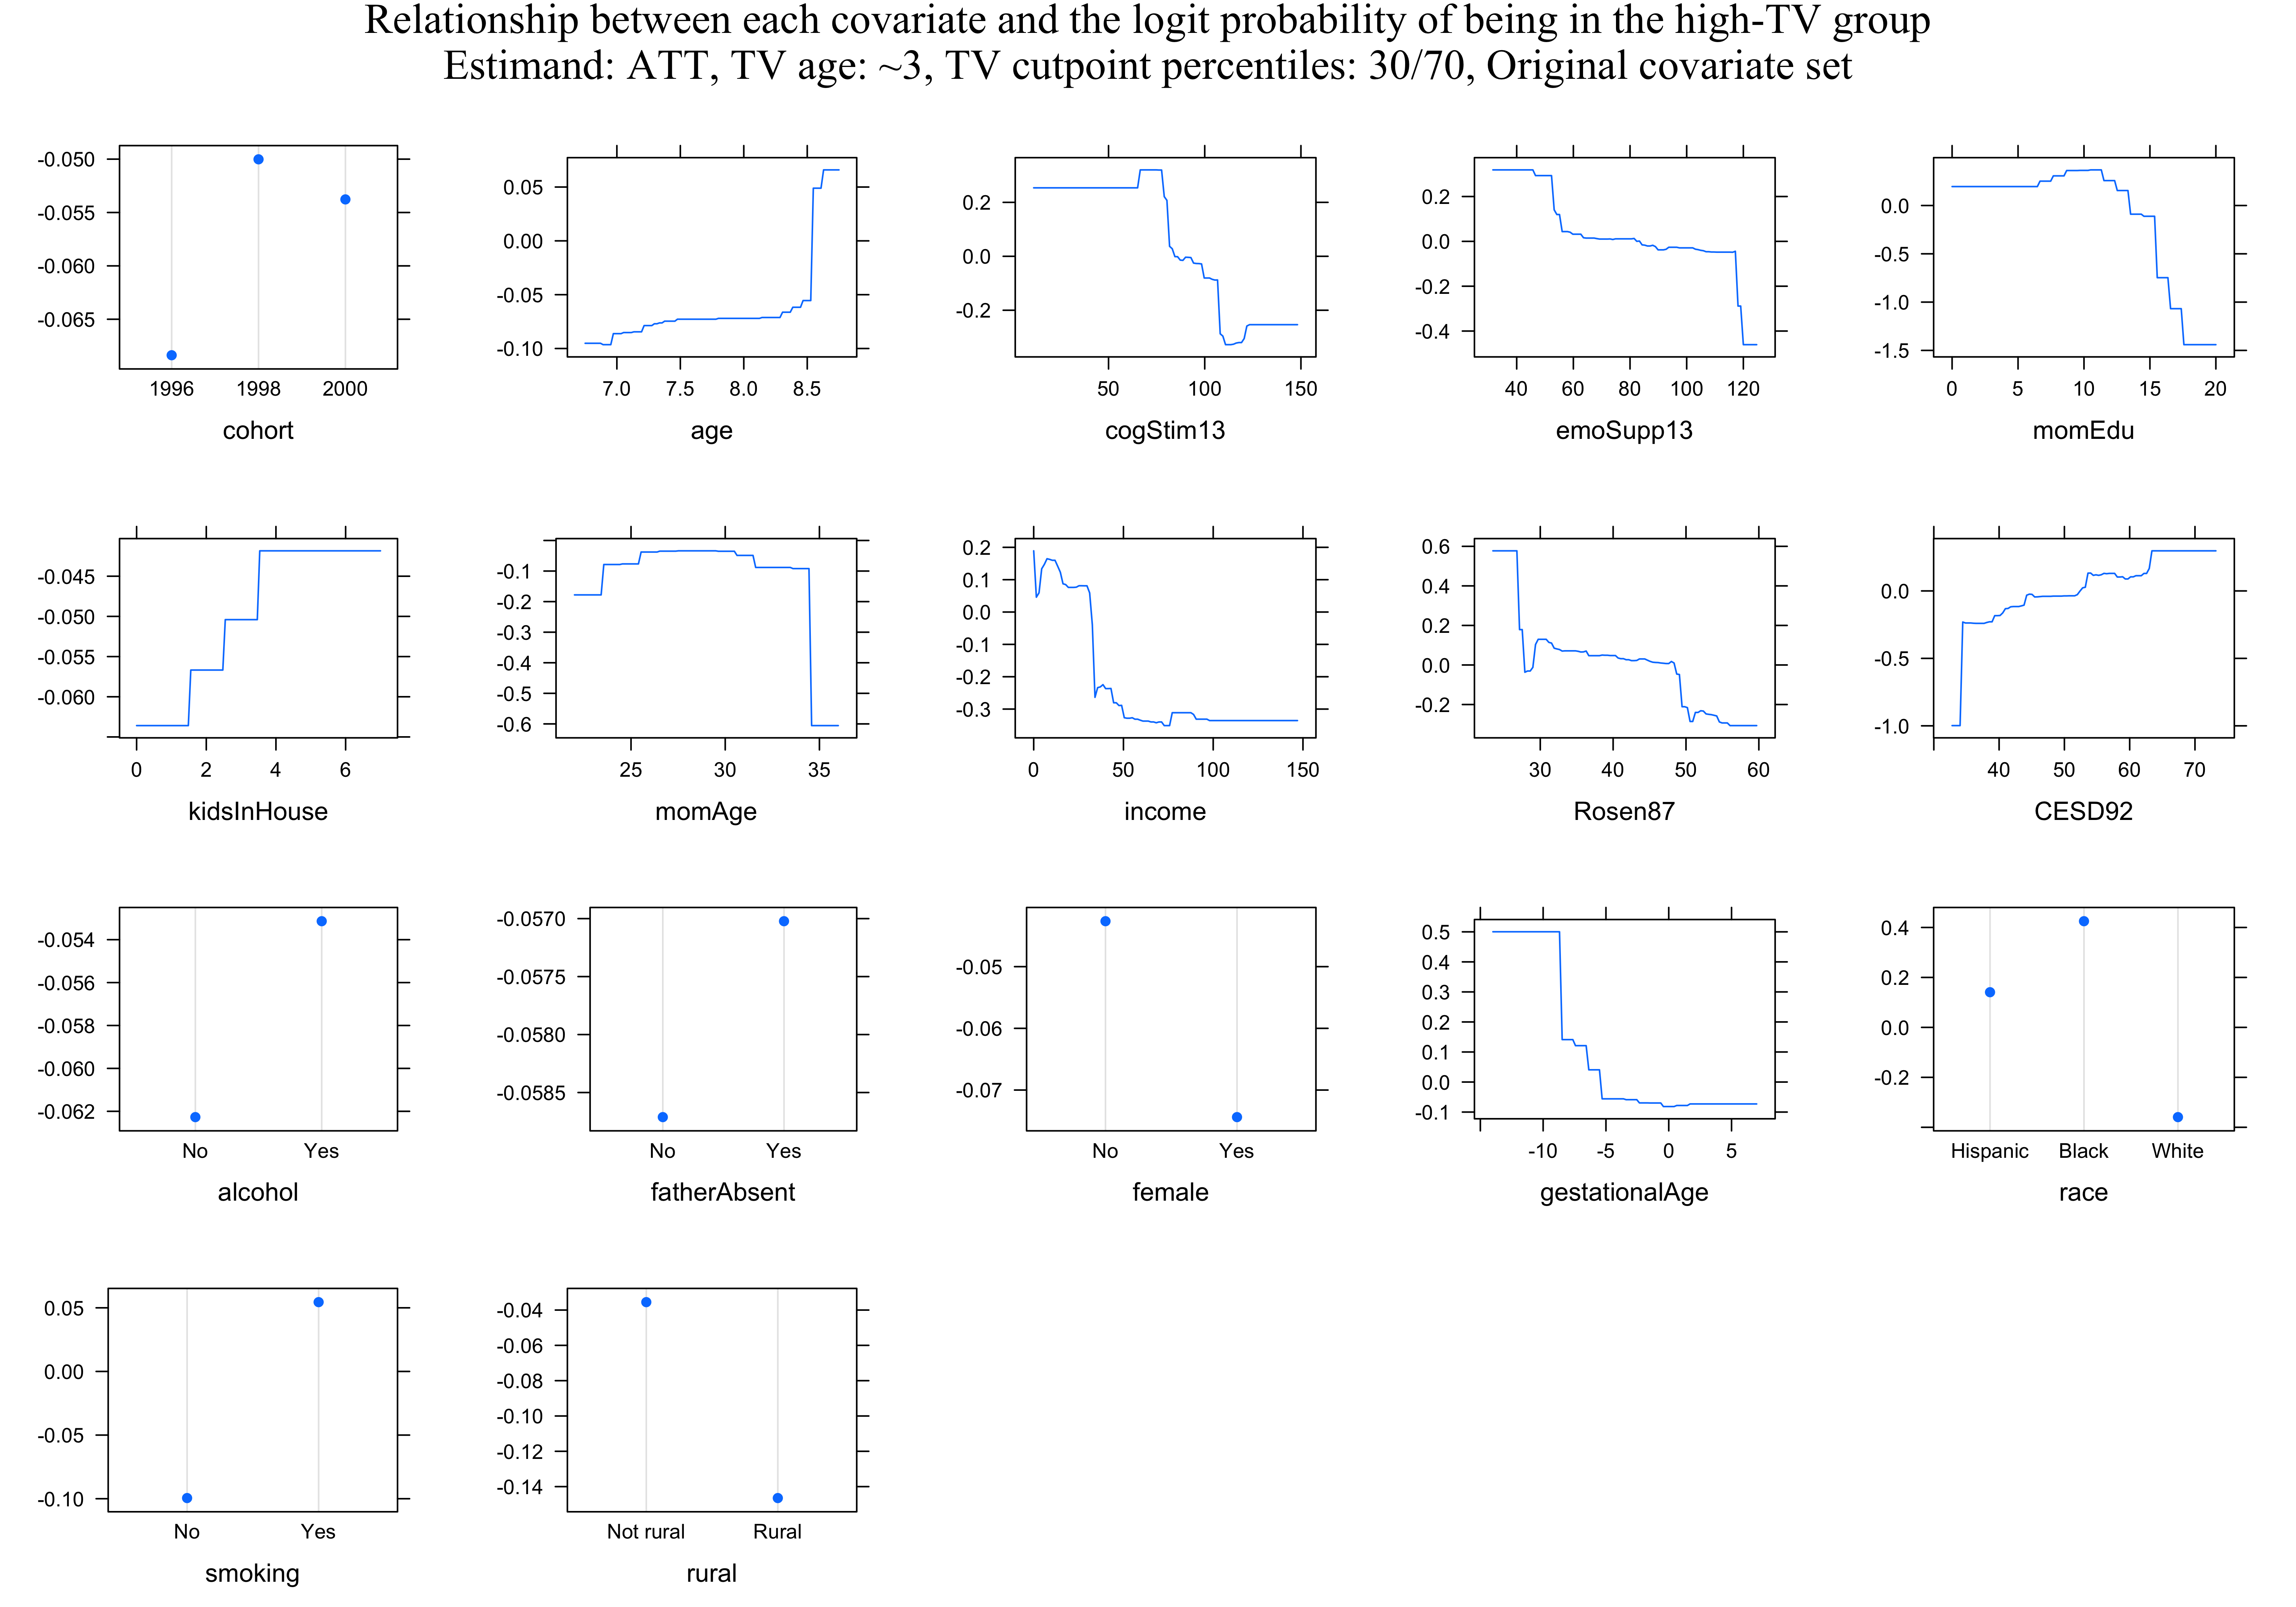 Relationship between each covariate and the logit probability of being in the high-TV group
Estimand: ATT, TV age: ~3, TV cutpoint percentiles: 30/70, Original covariate set
-0.050
-0.055
-0.060
-0.065
1996 1998 2000
cohort
0.05
0.00
-0.05
-0.10
7.0 7.5 8.0 8.5
age
0.2
0.0
-0.2
50 100 150
cogStim13
0.2
0.0
-0.2
-0.4
40 60 80 100 120
emoSupp13
0.0
-0.5
-1.0
-1.5
0 5 10 15 20
momEdu
-0.045
-0.050
-0.055
-0.060
0 2 4 6
kidsInHouse
-0.1
-0.2
-0.3
-0.4
-0.5
-0.6
25 30 35
momAge
0.2
0.1
0.0
-0.1
-0.2
-0.3
0 50 100 150
income
0.6
0.4
0.2
0.0
-0.2
30 40 50 60
Rosen87
0.0
-0.5
-1.0
40 50 60 70
CESD92
-0.054
-0.056
-0.058
-0.060
-0.062
No Yes
alcohol
-0.0570
-0.0575
-0.0580
-0.0585
No Yes
fatherAbsent
-0.05
-0.06
-0.07
No Yes
female
0.5
0.4
0.3
0.2
0.1
0.0
-0.1
-10 -5 0 5
gestationalAge
0.4
0.2
0.0
-0.2
Hispanic Black White
race
0.05
0.00
-0.05
-0.10
No Yes
smoking
-0.04
-0.06
-0.08
-0.10
-0.12
-0.14
Not rural Rural
rural